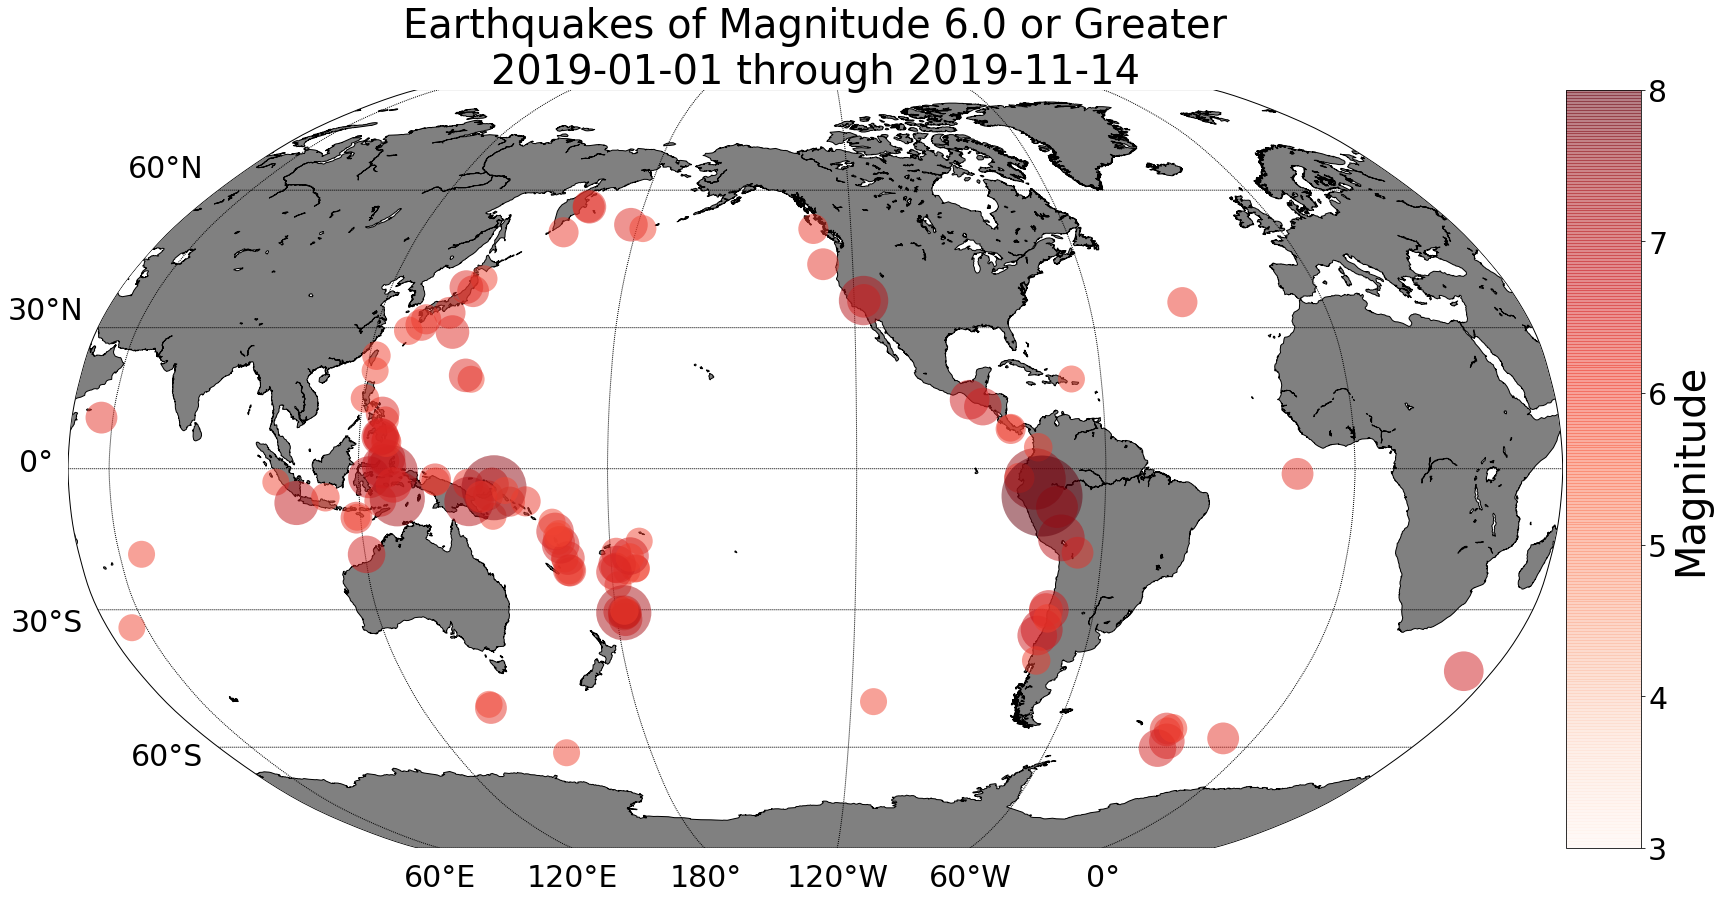 Earthquakes of Magnitude 6.0 or Greater
2019-01-01 through 2019-11-14
60°N
30°N
0°
30°S
60°S
60°E
120°E
180°
120°W
60°W
0°
8
7
6
5
4
3
Magnitude